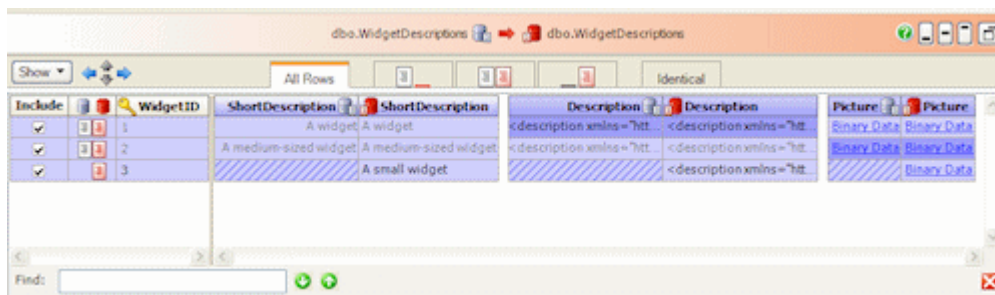 dbo.WidgetDescriptions dbo.WidgetDescriptions
Show All Rows Identical
Include WidgetID ShortDescription ShortDescription Description Description Picture Picture
1 A widget A widget <description xmlns="htt... <description xmlns="htt... Binary Data Binary Data
2 A medium-sized widget A medium-sized widget <description xmlns="htt... <description xmlns="htt... Binary Data Binary Data
3 A small widget <description xmlns="htt... Binary Data
Find: